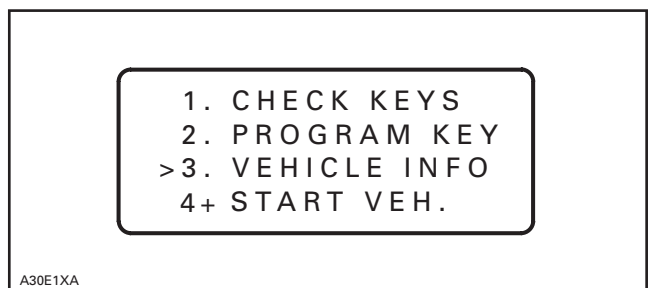 1. CHECK KEYS
2. PROGRAM KEY
>3. VEHICLE INFO
4+ START VEH.
A30E1XA